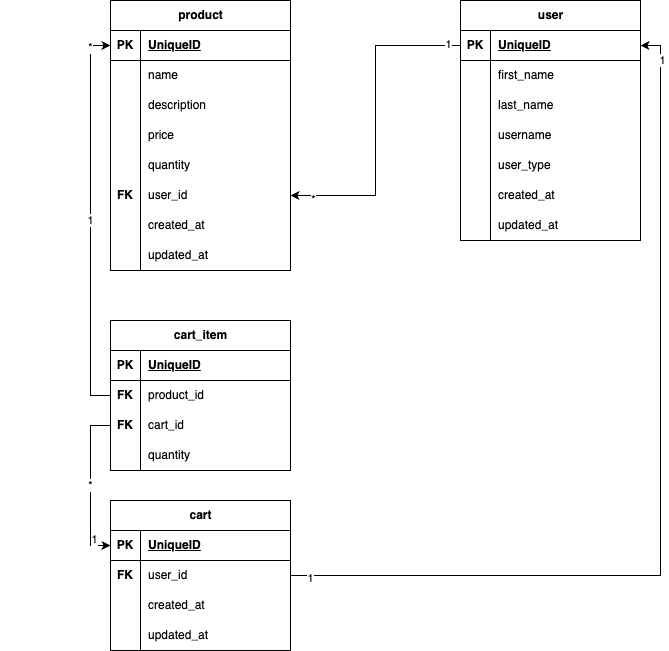 product
PK UniqueID
name
description
price
quantity
FK user_id
created_at
updated_at
*
1
user
PK UniqueID
first_name
last_name
username
user_type
created_at
updated_at
1
*
1
cart_item
PK UniqueID
FK product_id
FK cart_id
quantity
*
1
cart
PK UniqueID
FK user_id
created_at
updated_at
1